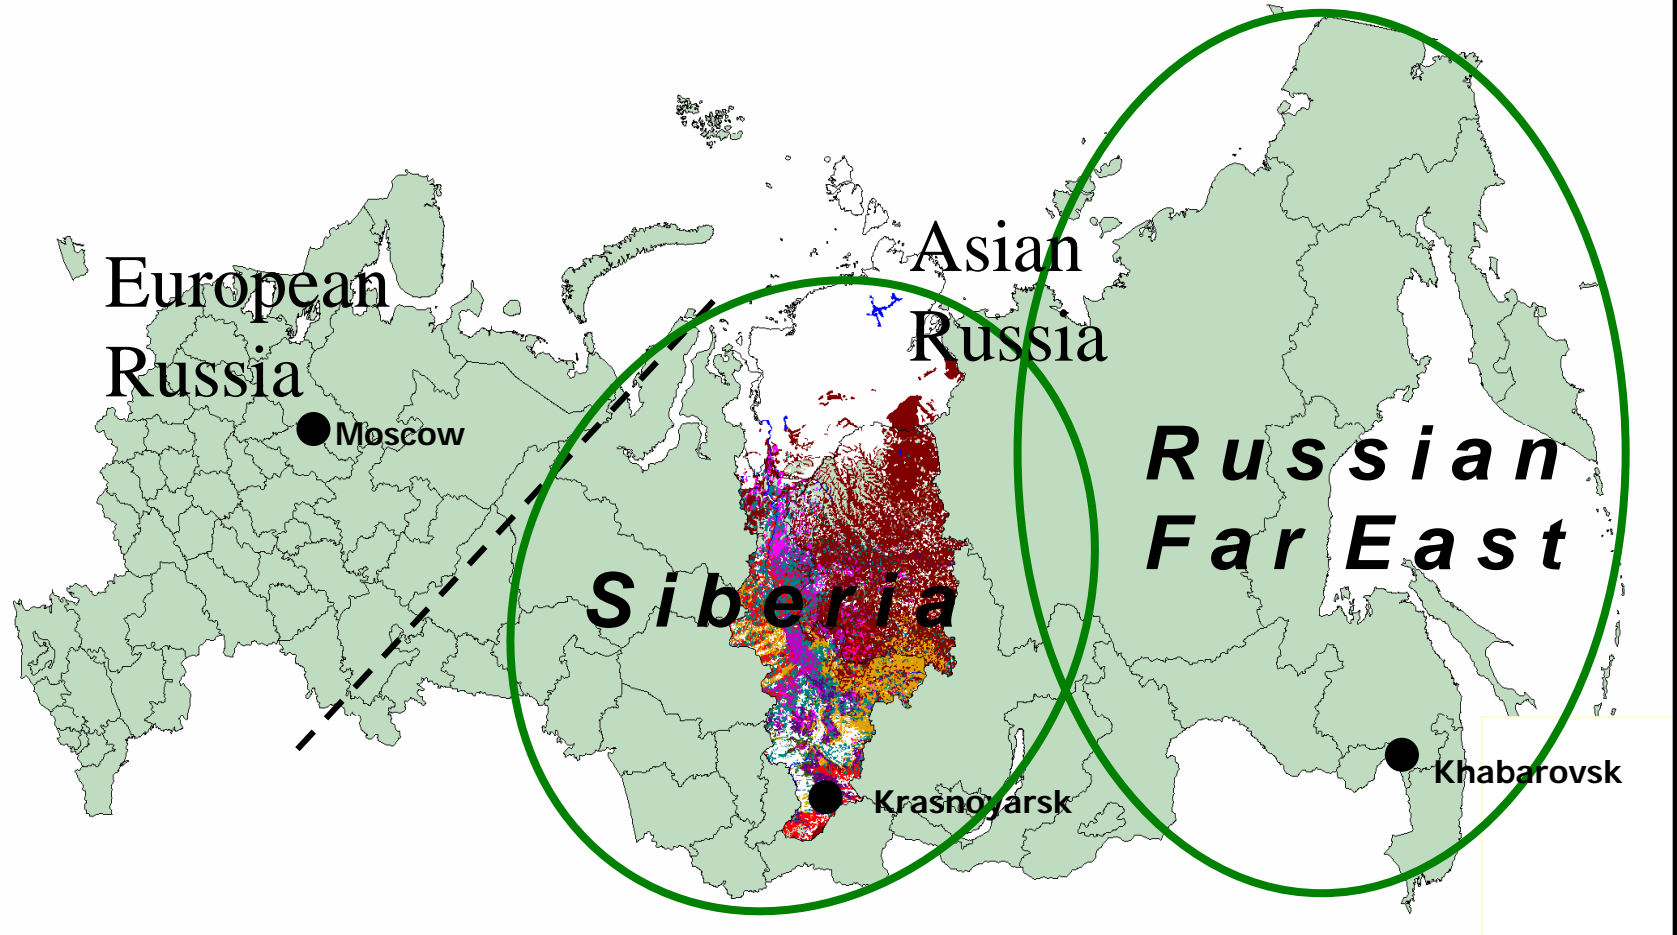 European
Russia
Asian
Russia
Moscow
Russian
Far East
Siberia
Khabarovsk
Krasnoyarsk